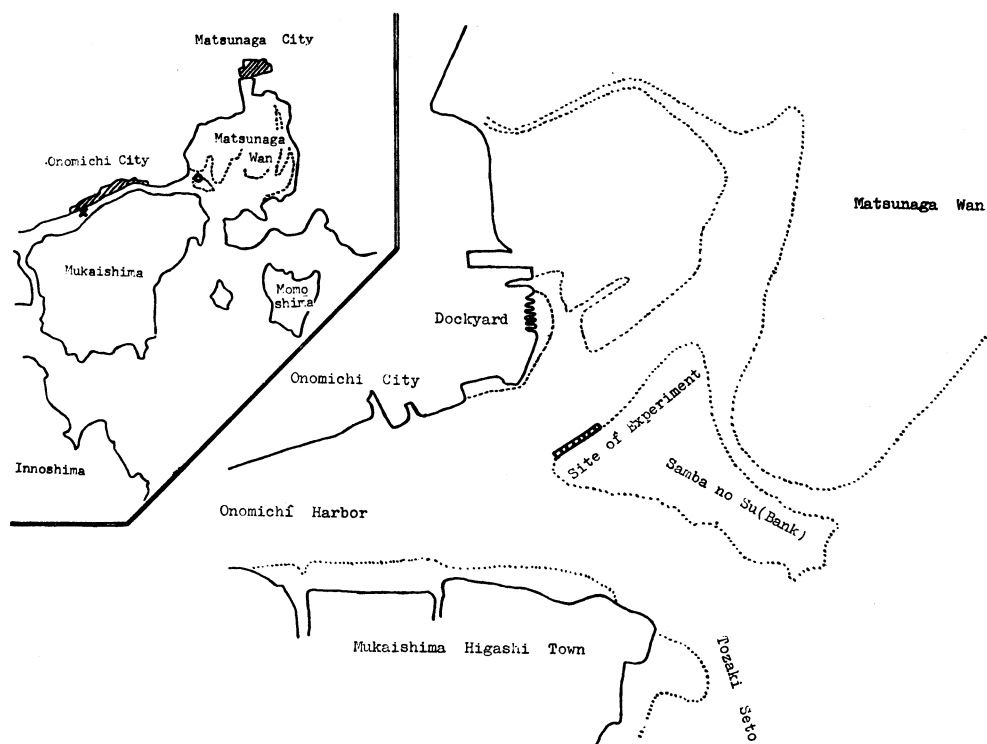 Matsunaga City
Matsunaga
Wan
Onomichi City
Mukaishima
Momo
shima
Innoshima
Matsunaga Wan
Dockyard
Onomichi City
Site of Experiment
Samba no Su(Bank)
Onomichi Harbor
Mukaishima Higashi Town
Tozaki Seto